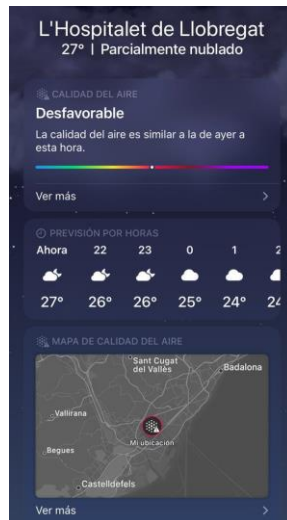 L'Hospitalet de Llobregat
27° | Parcialmente nublado
CALIDAD DEL AIRE
Desfavorable
La calidad del aire es similar a la de ayer a
esta hora.
Ver más
PREVISIÓN POR HORAS
Ahora 22 23 0 1 2
27° 26° 26° 25° 24° 24
MAPA DE CALIDAD DEL AIRE
Sant Cugat
del Vallès
Badalona
Vallirana
Mi ubicación
Begues
Castelldefels
Ver más